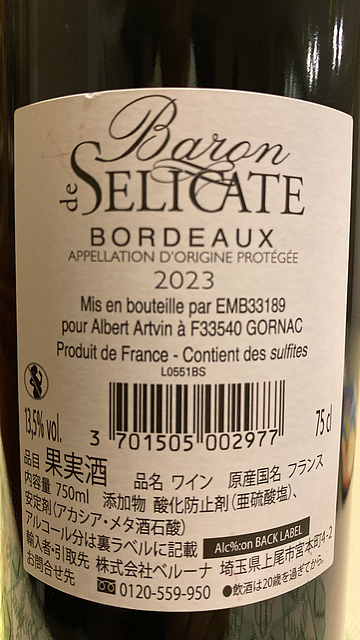 Baron
de SELICATE
BORDEAUX
APPELLATION D'ORIGINE PROTÉGÉE
2023
Mis en bouteille par EMB33189
pour Albert Artvin à F33540 GORNAC
Produit de France - Contient des sulfites
L0551BS
13,5% vol.
75 cl
3 701505 002977
品目 果実酒 品名 ワイン 原産国名 フランス
内容量 750ml 添加物 酸化防止剤(亜硫酸塩)、
安定剤(アカシア・メタ酒石酸)
アルコール分は裏ラベルに記載 Alc%:on BACK LABEL
輸入者・引取先 株式会社ベルーナ 埼玉県上尾市宮本町4-2
お問合せ先 0120-559-950 ●飲酒は20歳を過ぎてから。